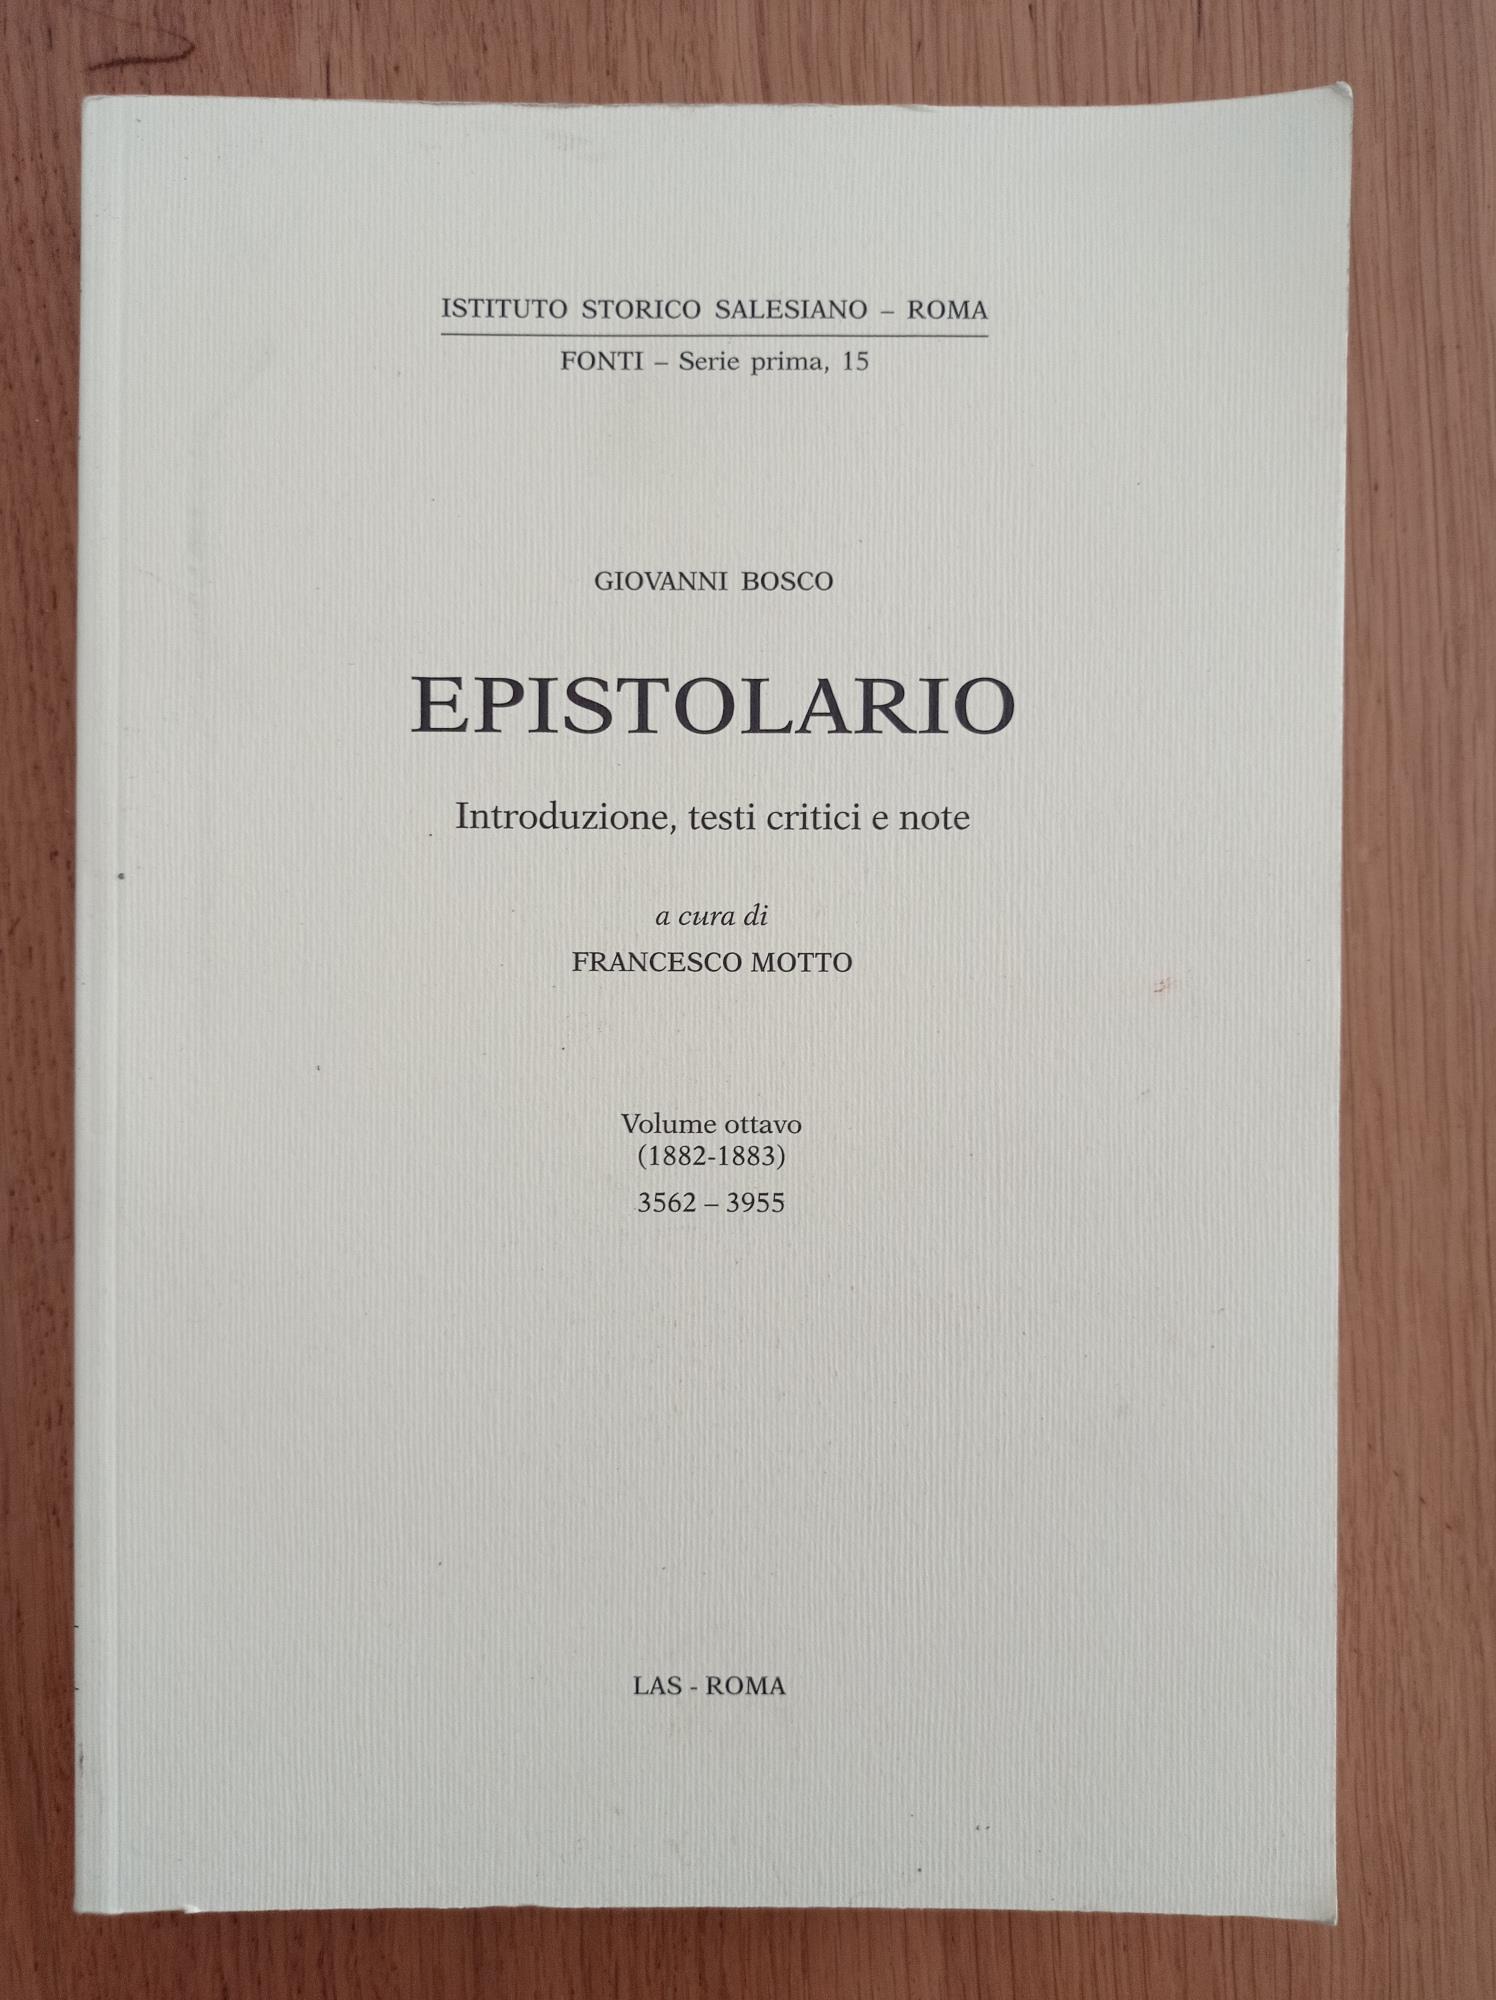 ISTITUTO STORICO SALESIANO – ROMA
FONTI – Serie prima, 15
GIOVANNI BOSCO
EPISTOLARIO
Introduzione, testi critici e note
a cura di
FRANCESCO MOTTO
Volume ottavo
(1882-1883)
3562 – 3955
LAS - ROMA